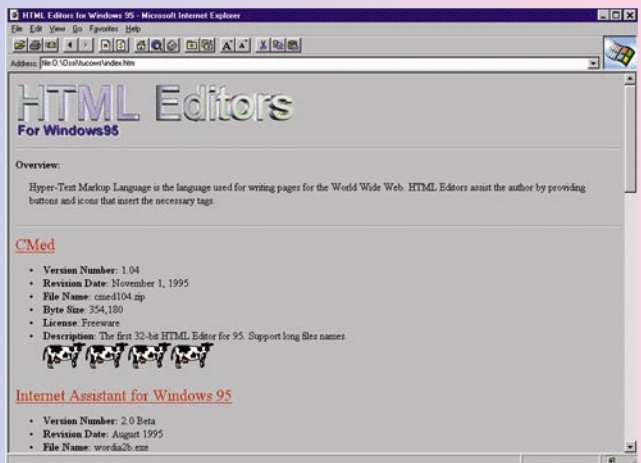 HTML Editors for Windows 95 - Microsoft Internet Explorer
File Edit View Go Favorites Help
Address: file:D:\Ossi\tucows\index.htm
HTML Editors
For Windows95
Overview:
Hyper-Text Markup Language is the language used for writing pages for the World Wide Web. HTML Editors assist the author by providing
buttons and icons that insert the necessary tags.
CMed
• Version Number: 1.04
• Revision Date: November 1, 1995
• File Name: cmed104.zip
• Byte Size: 354,180
• License: Freeware
• Description: The first 32-bit HTML Editor for 95. Support long files names.
Internet Assistant for Windows 95
• Version Number: 2.0 Beta
• Revision Date: August 1995
• File Name: wordia2b.exe